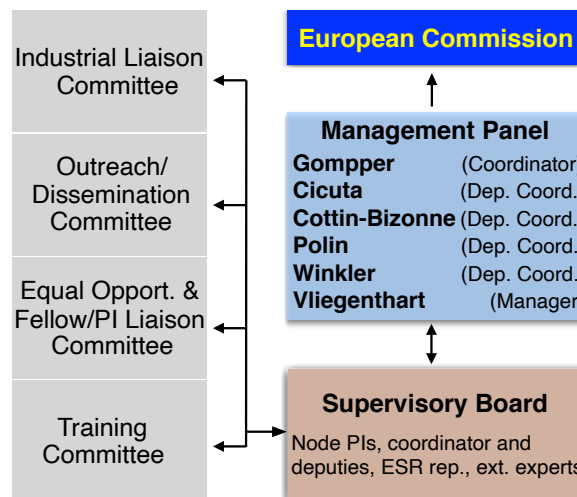 Industrial Liaison
Committee
Outreach/
Dissemination
Committee
Equal Opport. &
Fellow/PI Liaison
Committee
Training
Committee
European Commission
Management Panel
Gompper (Coordinator
Cicuta (Dep. Coord.
Cottin-Bizonne (Dep. Coord.
Polin (Dep. Coord.
Winkler (Dep. Coord.
Vliegenthart (Manager
Supervisory Board
Node PIs, coordinator and
deputies, ESR rep., ext. experts